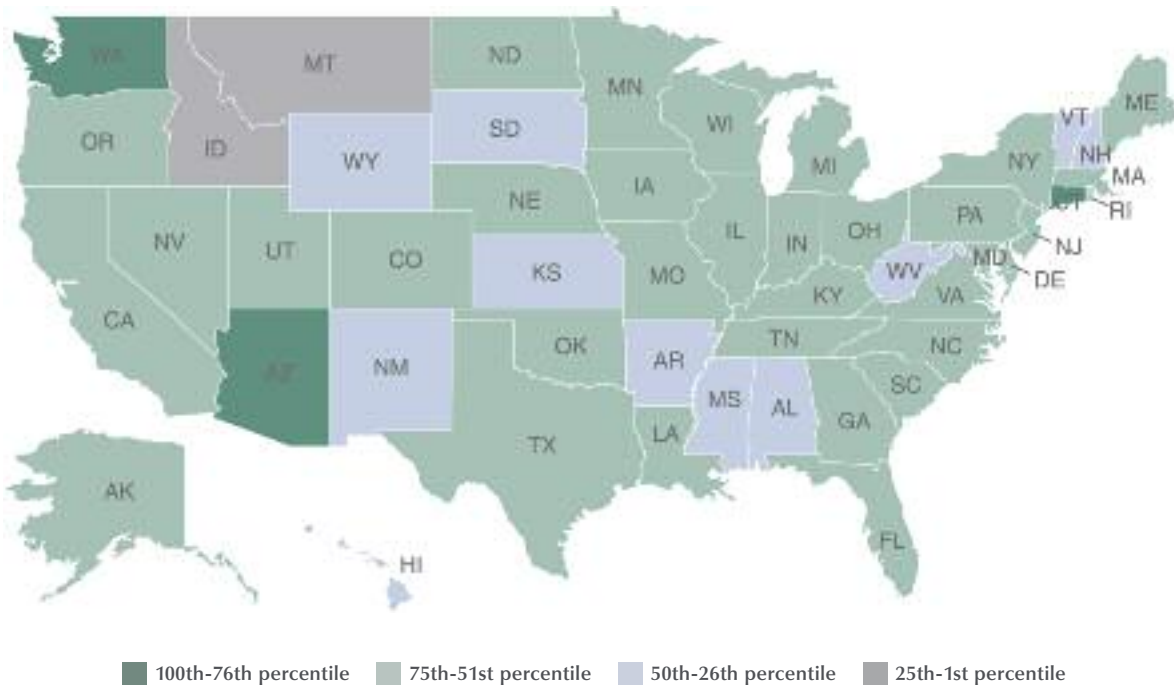 WA
MT
ND
MN
ME
OR
ID
SD
WI
VT
WY
MI
NY
NH
MA
IA
NE
CT
RI
PA
NV
UT
CO
IL
IN
OH
NJ
KS
MO
WV
MD
DE
KY
VA
CA
TN
NC
AZ
NM
OK
AR
SC
MS
AL
GA
TX
LA
AK
FL
HI
100th-76th percentile 75th-51st percentile 50th-26th percentile 25th-1st percentile